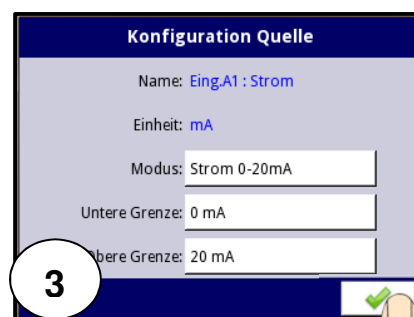 Konfiguration Quelle
Name: Eing.A1 : Strom
Einheit: mA
Modus: Strom 0-20mA
Untere Grenze: 0 mA
bere Grenze: 20 mA
3